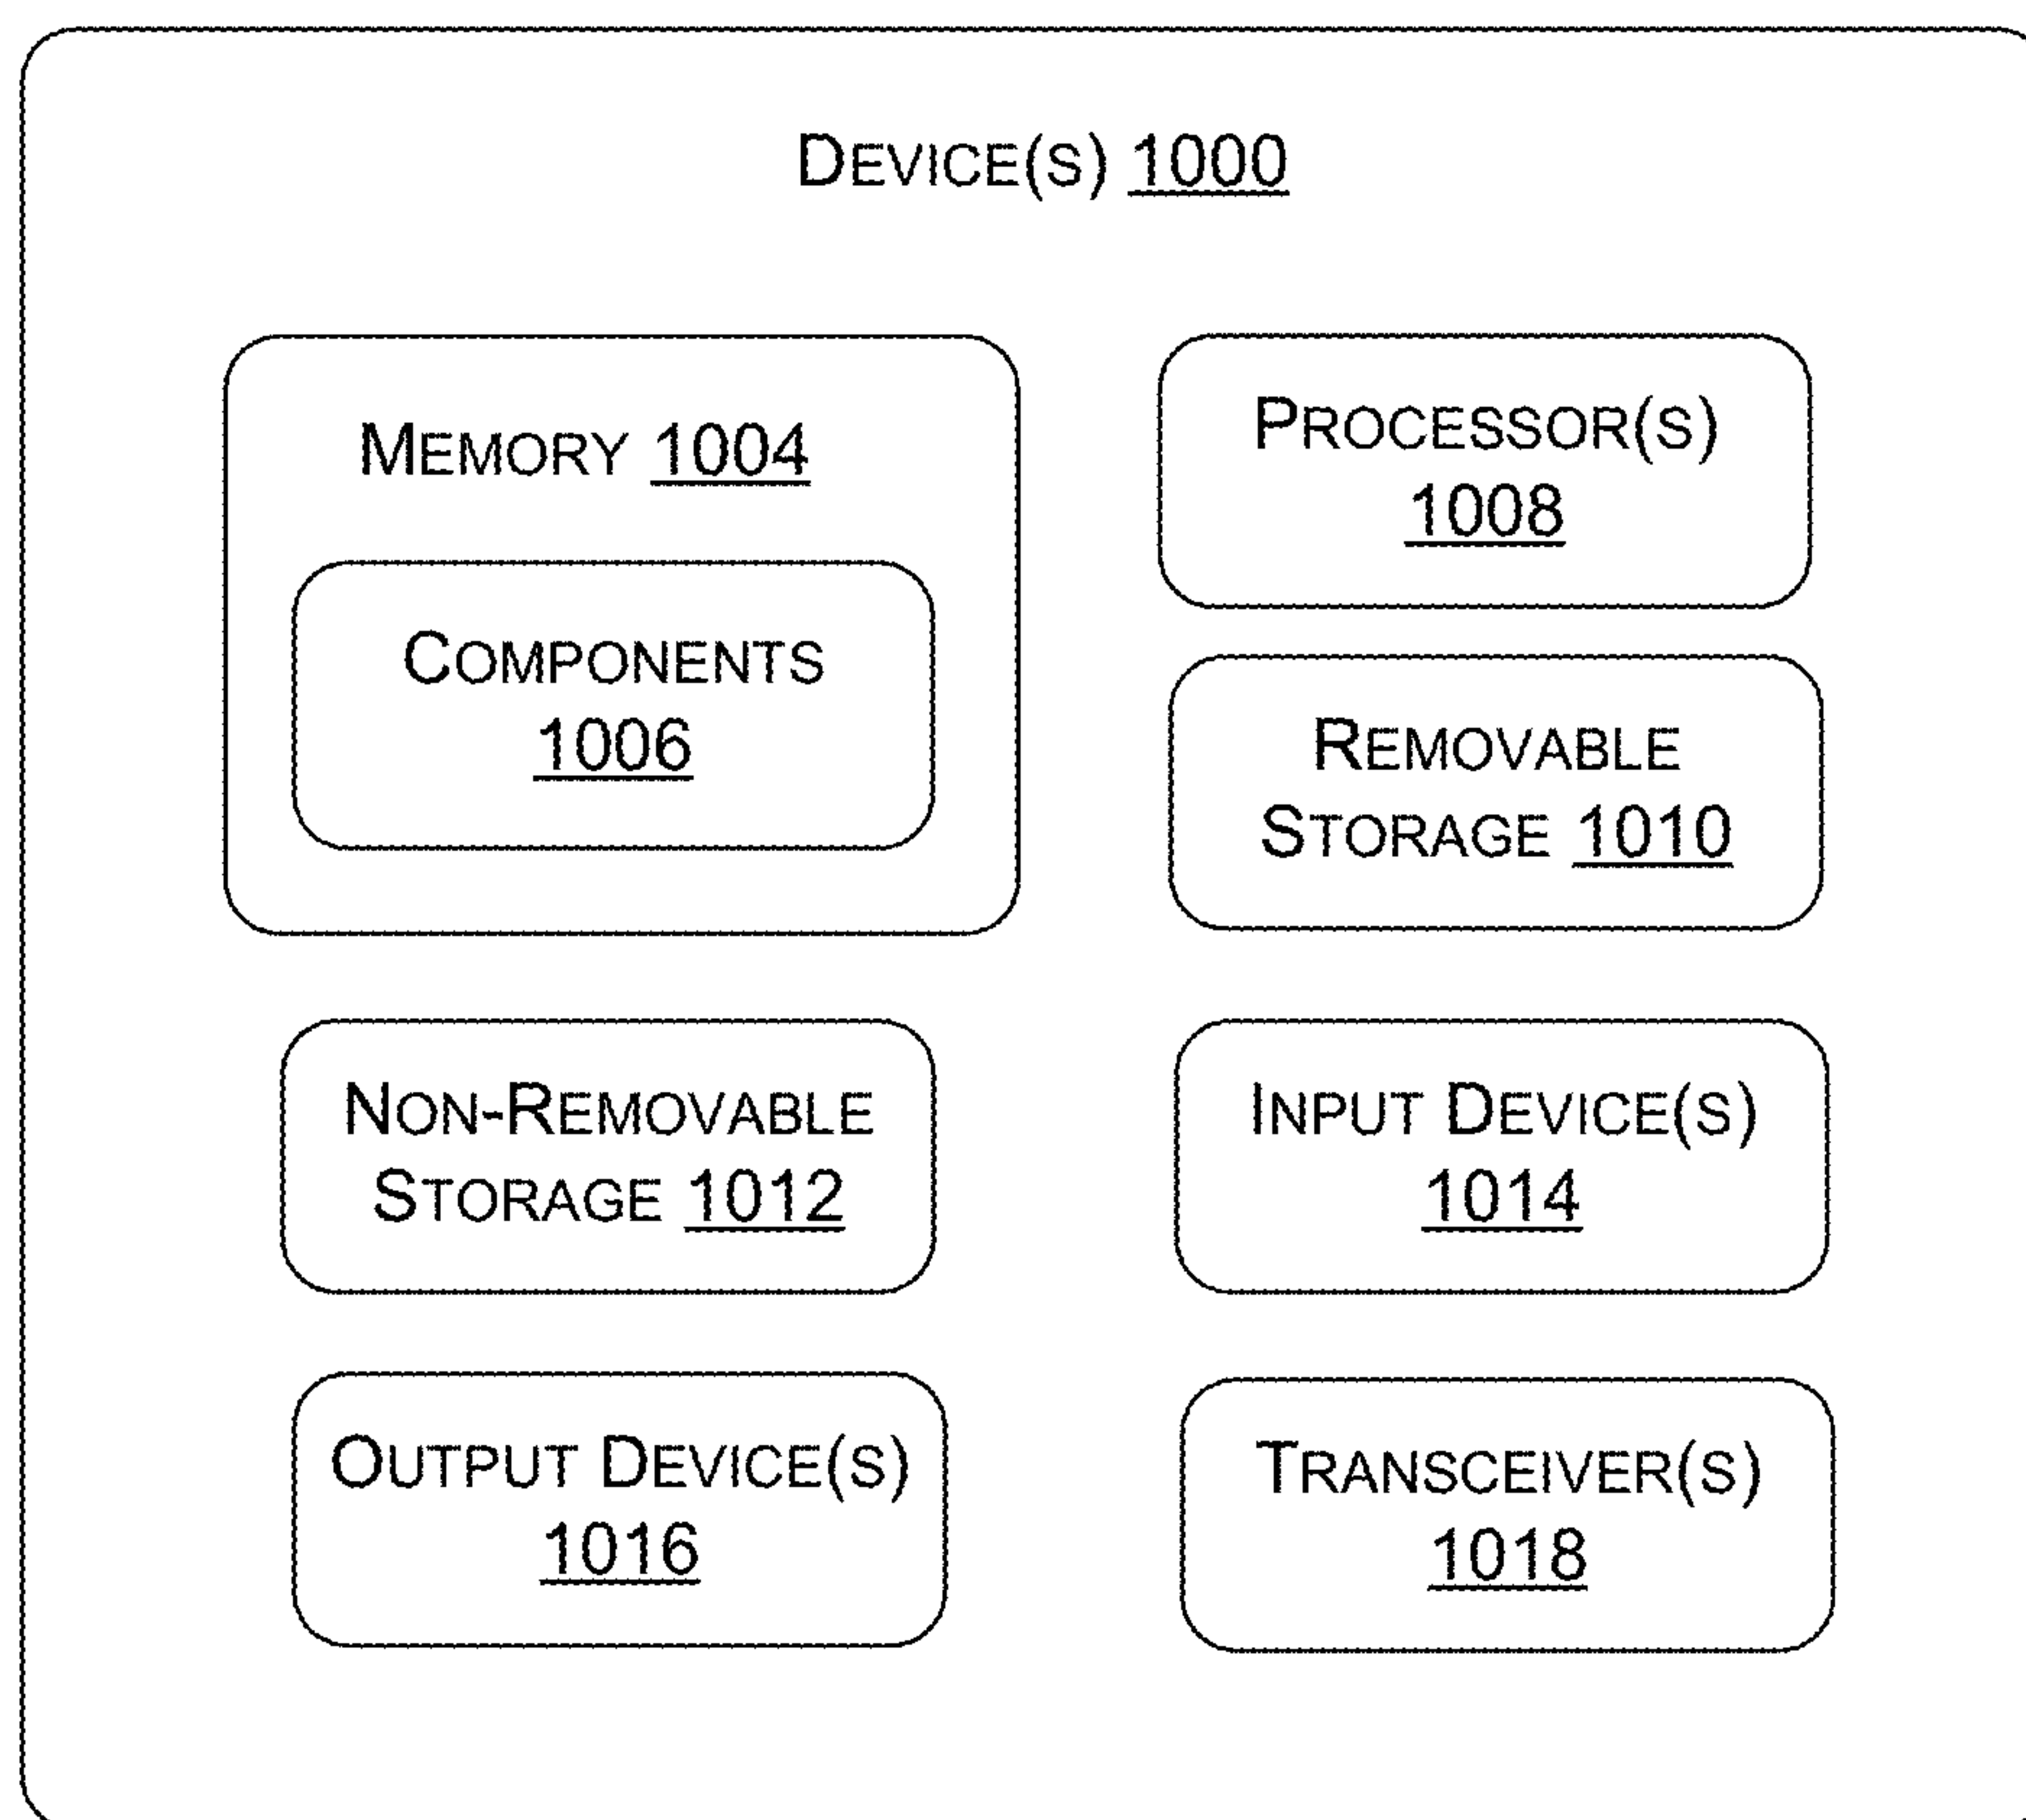 DEVICE(S) 1000
MEMORY 1004
COMPONENTS
1006
PROCESSOR(S)
1008
REMOVABLE
STORAGE 1010
NON-REMOVABLE
STORAGE 1012
INPUT DEVICE(S)
1014
OUTPUT DEVICE(S)
1016
TRANSCEIVER(S)
1018